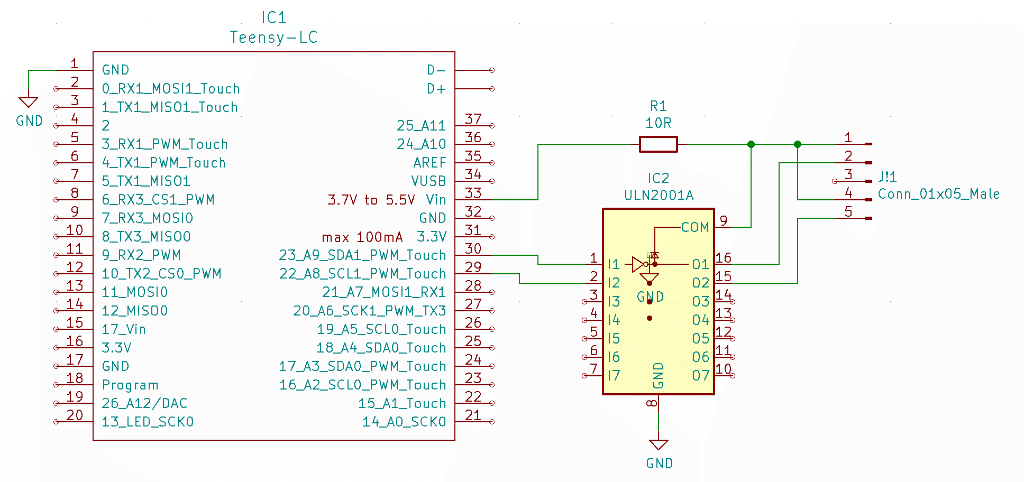 IC1
Teensy-LC
1 GND
2 0_RX1_MOSI1_Touch
3 1_TX1_MISO1_Touch
4 2
5 3_RX1_PWM_Touch
6 4_TX1_PWM_Touch
7 5_TX1_MISO1
8 6_RX3_CS1_PWM
9 7_RX3_MOSI0
10 8_TX3_MISO0
11 9_RX2_PWM
12 10_TX2_CS0_PWM
13 11_MOSI0
14 12_MISO0
15 17_Vin
16 3.3V
17 GND
18 Program
19 26_A12/DAC
20 13_LED_SCK0
GND
D-
D+
25_A11 37
24_A10 36
AREF 35
VUSB 34
3.7V to 5.5V Vin 33
GND 32
max 100mA 3.3V 31
23_A9_SDA1_PWM_Touch 30
22_A8_SCL1_PWM_Touch 29
21_A7_MOSI1_RX1 28
20_A6_SCK1_PWM_TX3 27
19_A5_SCL0_Touch 26
18_A4_SDA0_Touch 25
17_A3_SDA0_PWM_Touch 24
16_A2_SCL0_PWM_Touch 23
15_A1_Touch 22
14_A0_SCK0 21
R1
10R
IC2
ULN2001A
COM 9
1 I1 O1 16
2 I2 O2 15
GND
3 I3 O3 14
4 I4 O4 13
5 I5 O5 12
6 I6 O6 11
7 I7 O7 10
GND
8
GND
1
2
3
4
5
J!1
Conn_01x05_Male